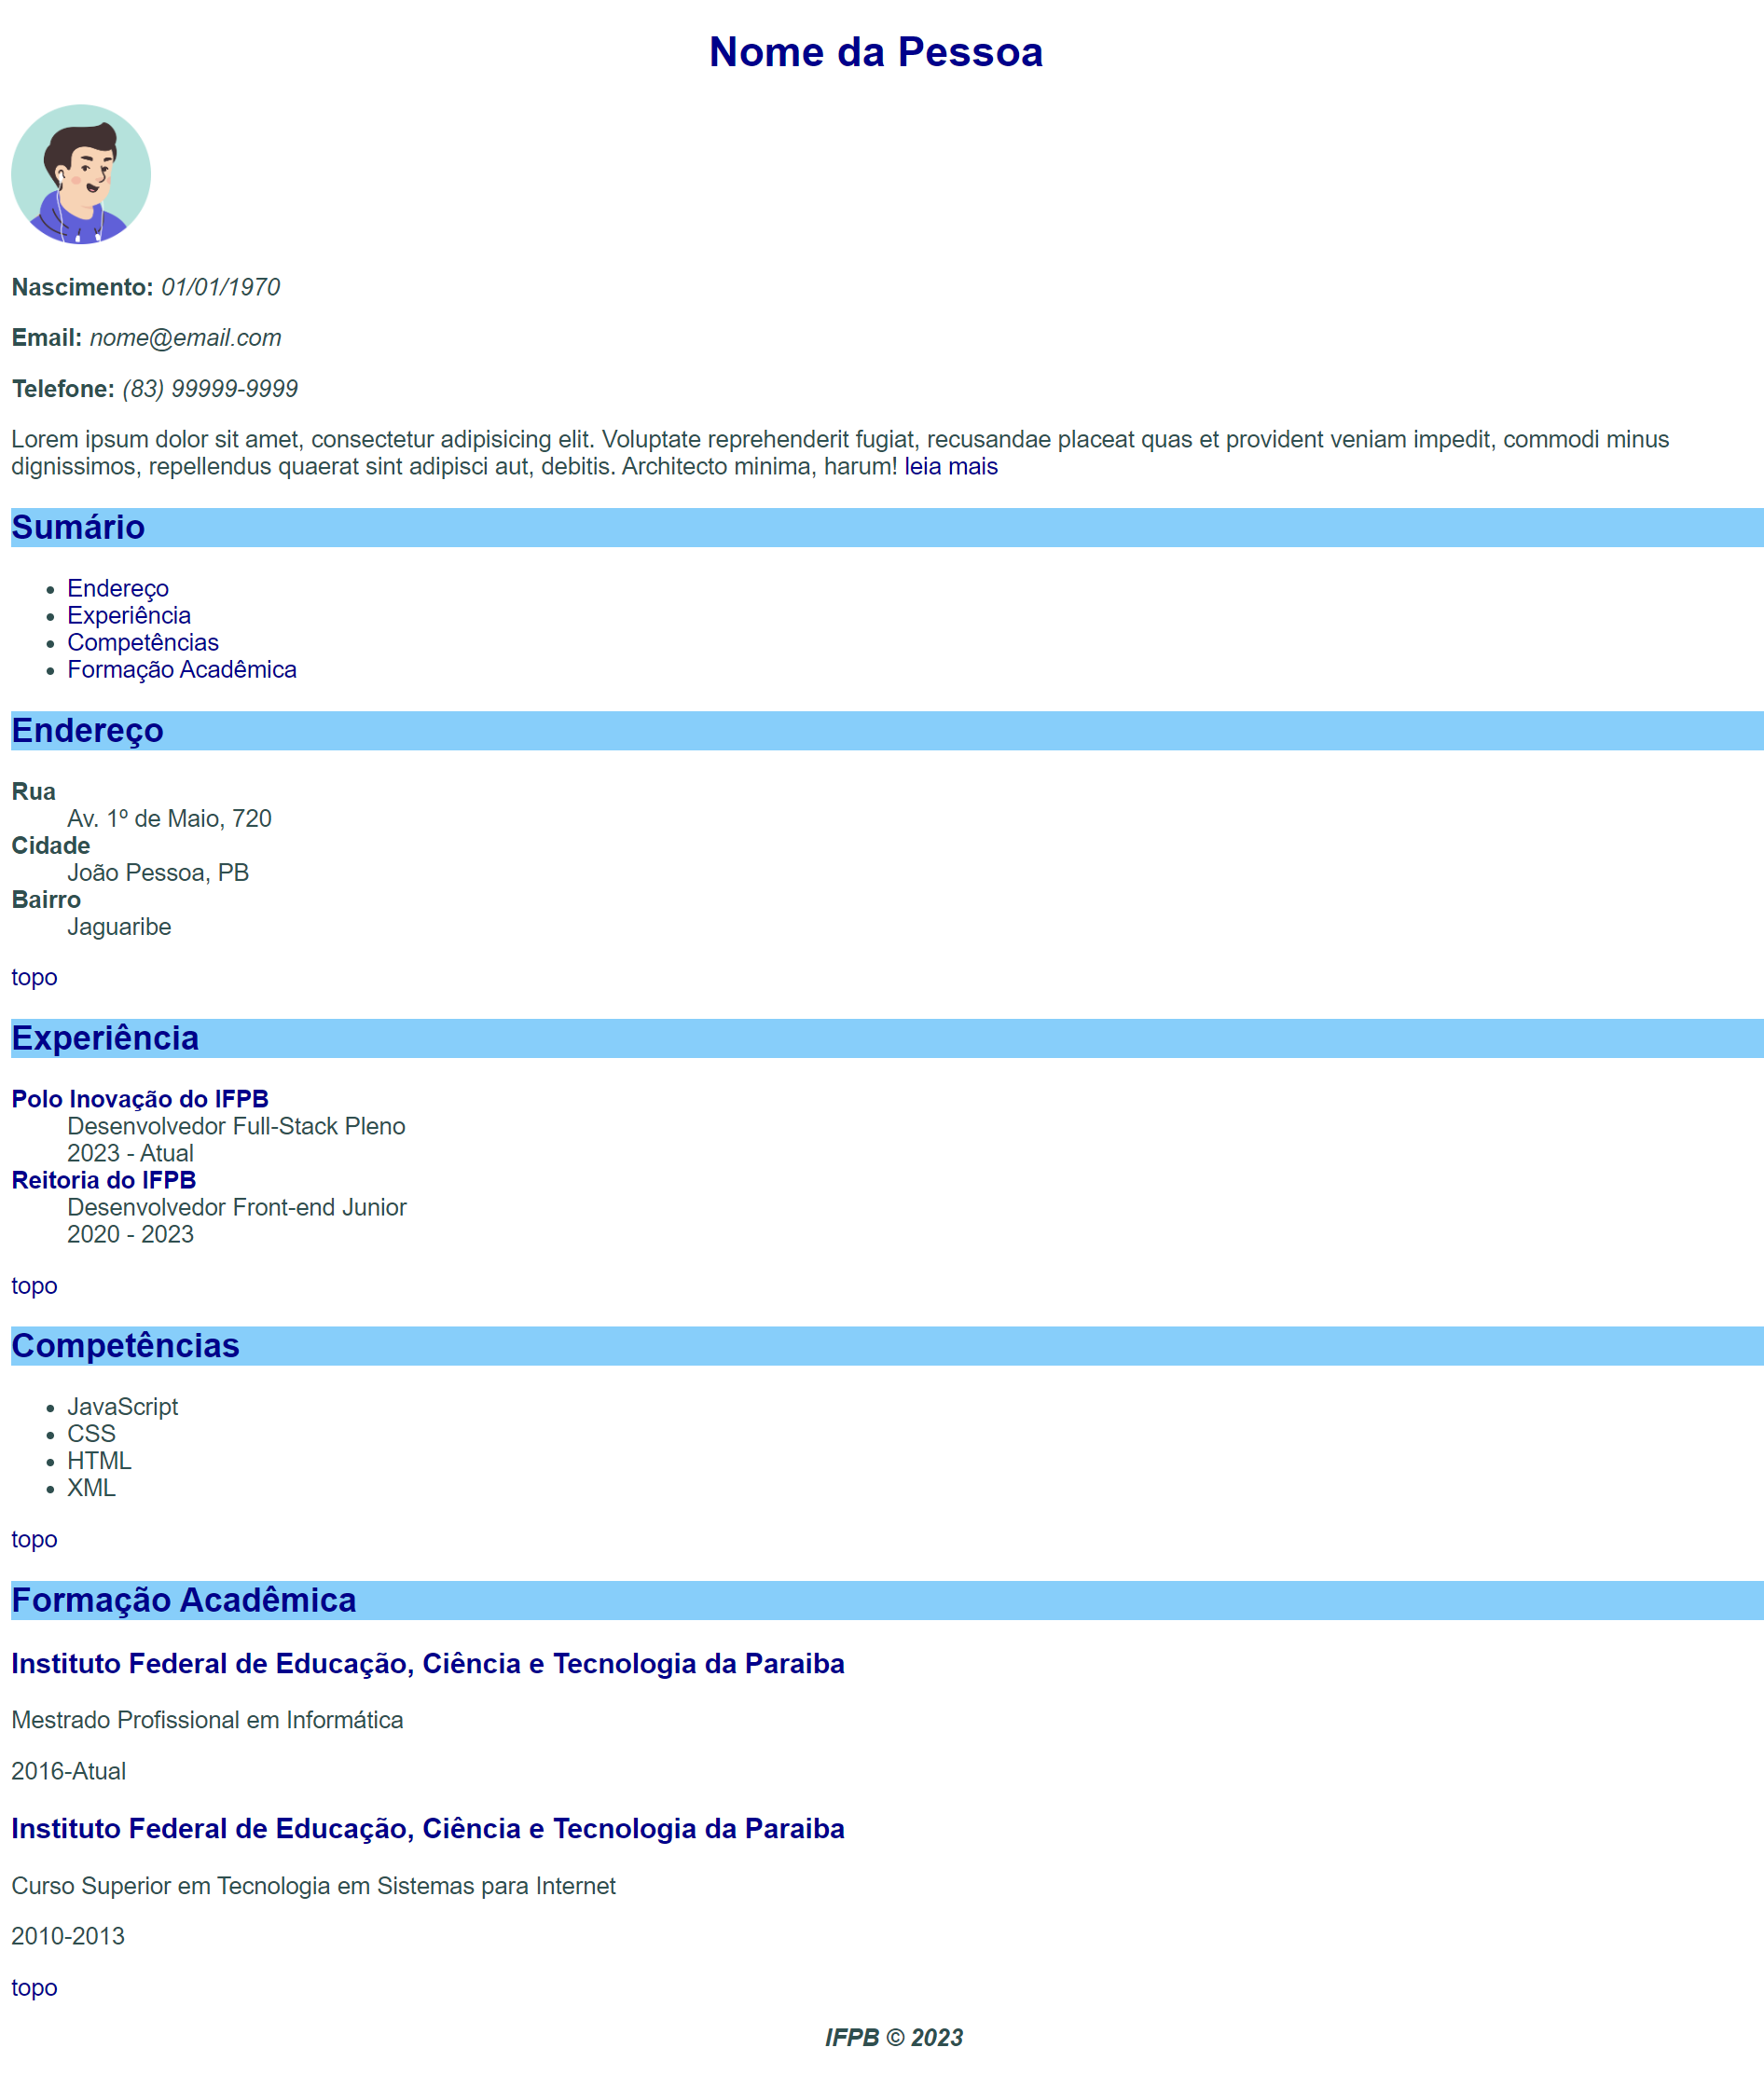 Nome da Pessoa
Nascimento: 01/01/1970
Email: nome@email.com
Telefone: (83) 99999-9999
Lorem ipsum dolor sit amet, consectetur adipisicing elit. Voluptate reprehenderit fugiat, recusandae placeat quas et provident veniam impedit, commodi minus
dignissimos, repellendus quaerat sint adipisci aut, debitis. Architecto minima, harum! leia mais
Sumário
• Endereço
• Experiência
• Competências
• Formação Acadêmica
Endereço
Rua
Av. 1º de Maio, 720
Cidade
João Pessoa, PB
Bairro
Jaguaribe
topo
Experiência
Polo Inovação do IFPB
Desenvolvedor Full-Stack Pleno
2023 - Atual
Reitoria do IFPB
Desenvolvedor Front-end Junior
2020 - 2023
topo
Competências
• JavaScript
• CSS
• HTML
• XML
topo
Formação Acadêmica
Instituto Federal de Educação, Ciência e Tecnologia da Paraiba
Mestrado Profissional em Informática
2016-Atual
Instituto Federal de Educação, Ciência e Tecnologia da Paraiba
Curso Superior em Tecnologia em Sistemas para Internet
2010-2013
topo
IFPB © 2023